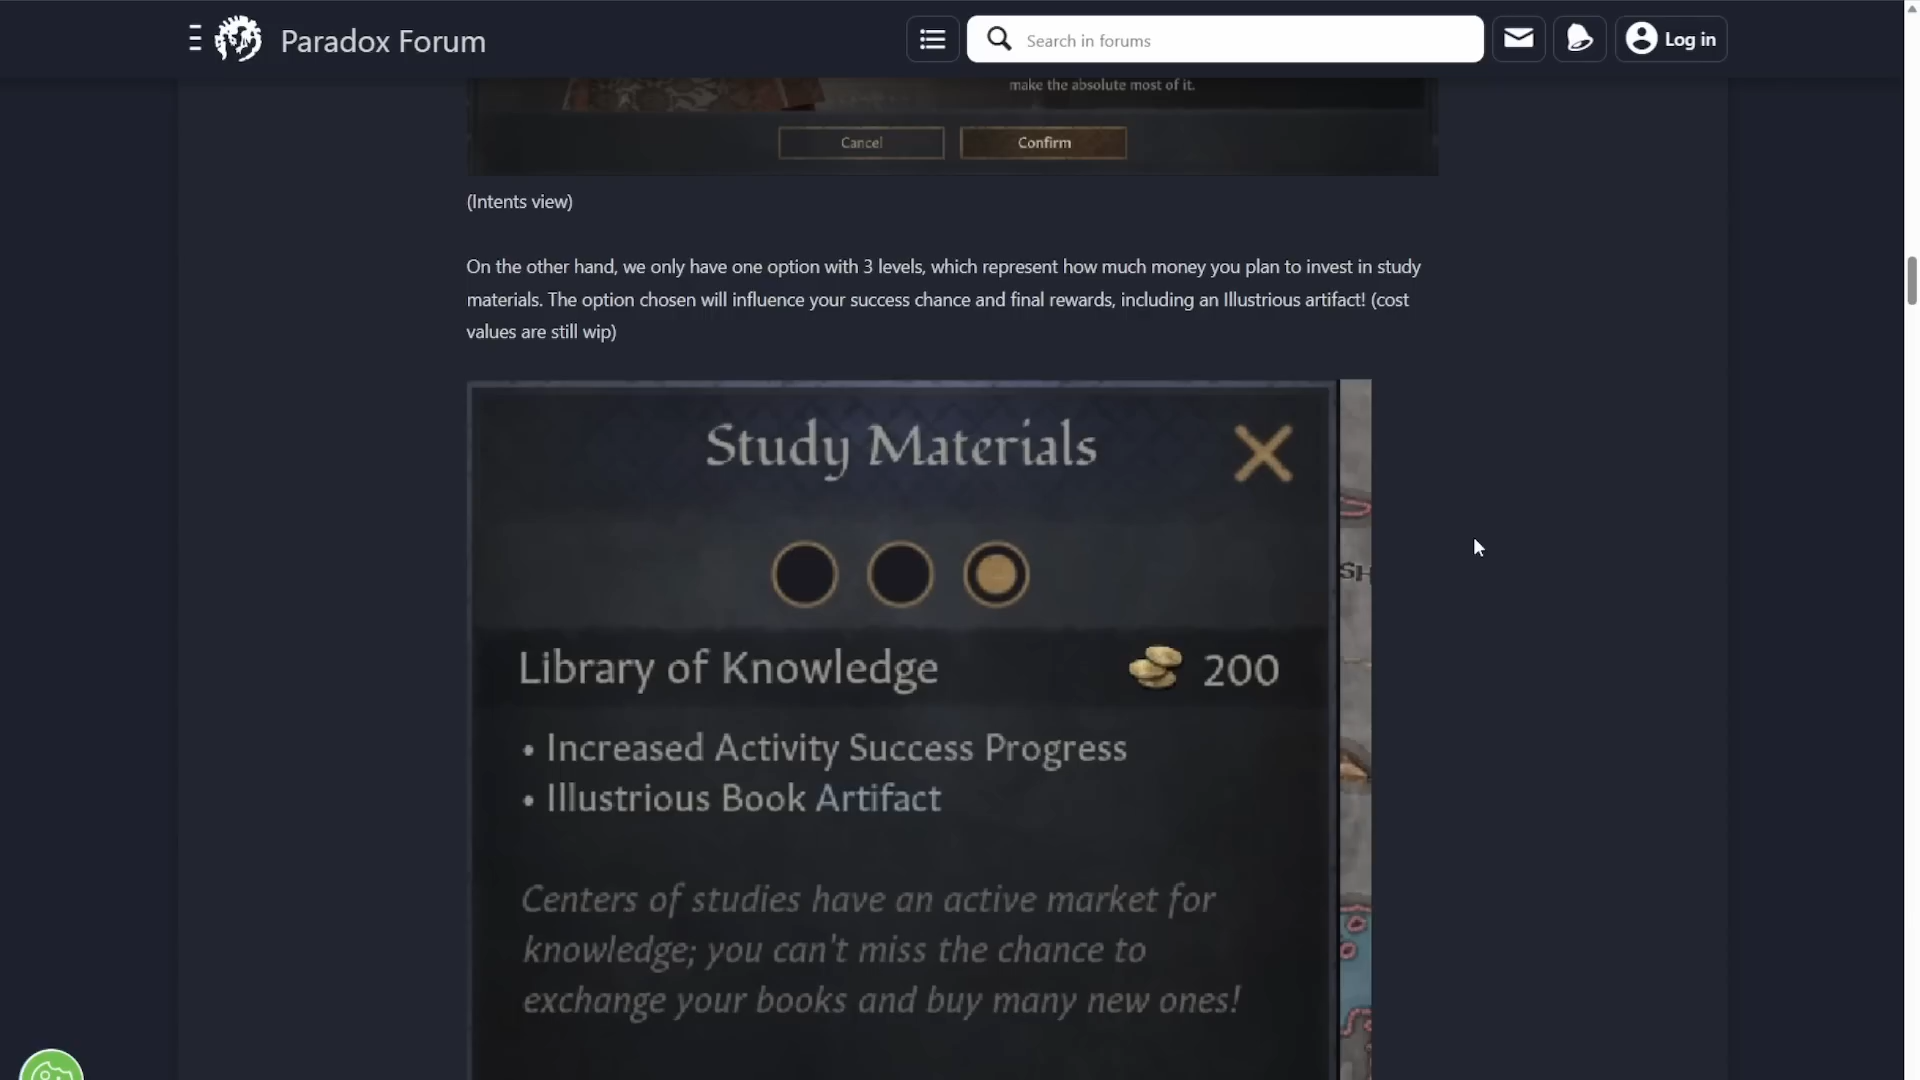 Paradox Forum
Search in forums
Log in
make the absolute most of it.
Cancel
Confirm
(Intents view)
On the other hand, we only have one option with 3 levels, which represent how much money you plan to invest in study
materials. The option chosen will influence your success chance and final rewards, including an Illustrious artifact! (cost
values are still wip)
Study Materials
SH
Library of Knowledge
200
• Increased Activity Success Progress
• Illustrious Book Artifact
Centers of studies have an active market for
knowledge; you can't miss the chance to
exchange your books and buy many new ones!